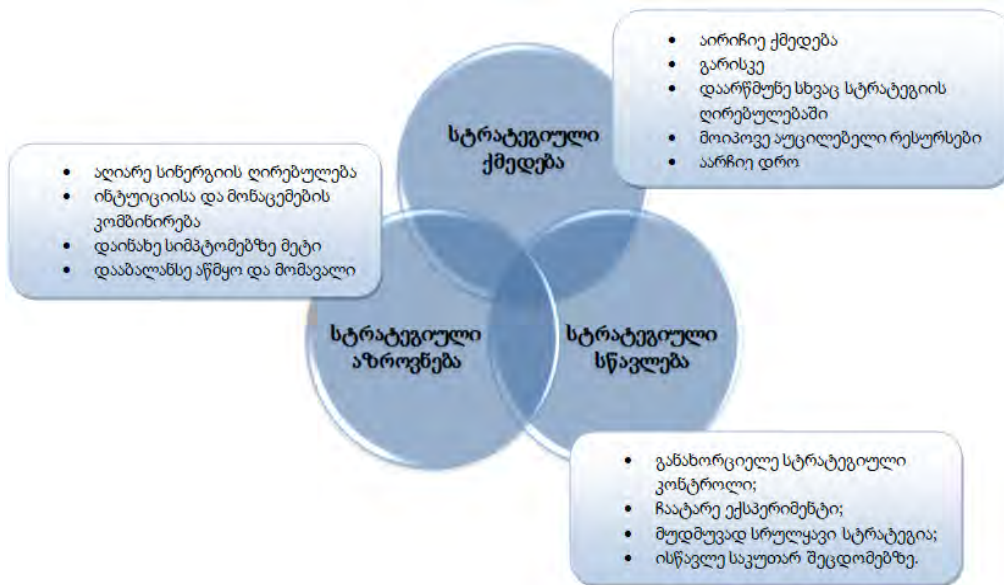 სტრატეგიული
ქმედება
• აირიჩიე ქმედება
• გარისკე
• დაარწმუნე სხვაც სტრატეგიის
ღირებულებაში
• მოიპოვე აუცილებელი რესურსები
• აარჩიე დრო
• აღიარე სინერგიის ღირებულება
• ინტუიციისა და მონაცემების
კომბინირება
• დაინახე სიმპტომებზე მეტი
• დააბალანსე აწმყო და მომავალი
სტრატეგიული
აზროვნება
სტრატეგიული
სწავლება
• განახორციელე სტრატეგიული
კონტროლი;
• ჩაატარე ექსპერიმენტი;
• მუდმუვად სრულყავი სტრატეგია;
• ისწავლე საკუთარ შეცდომებზე.